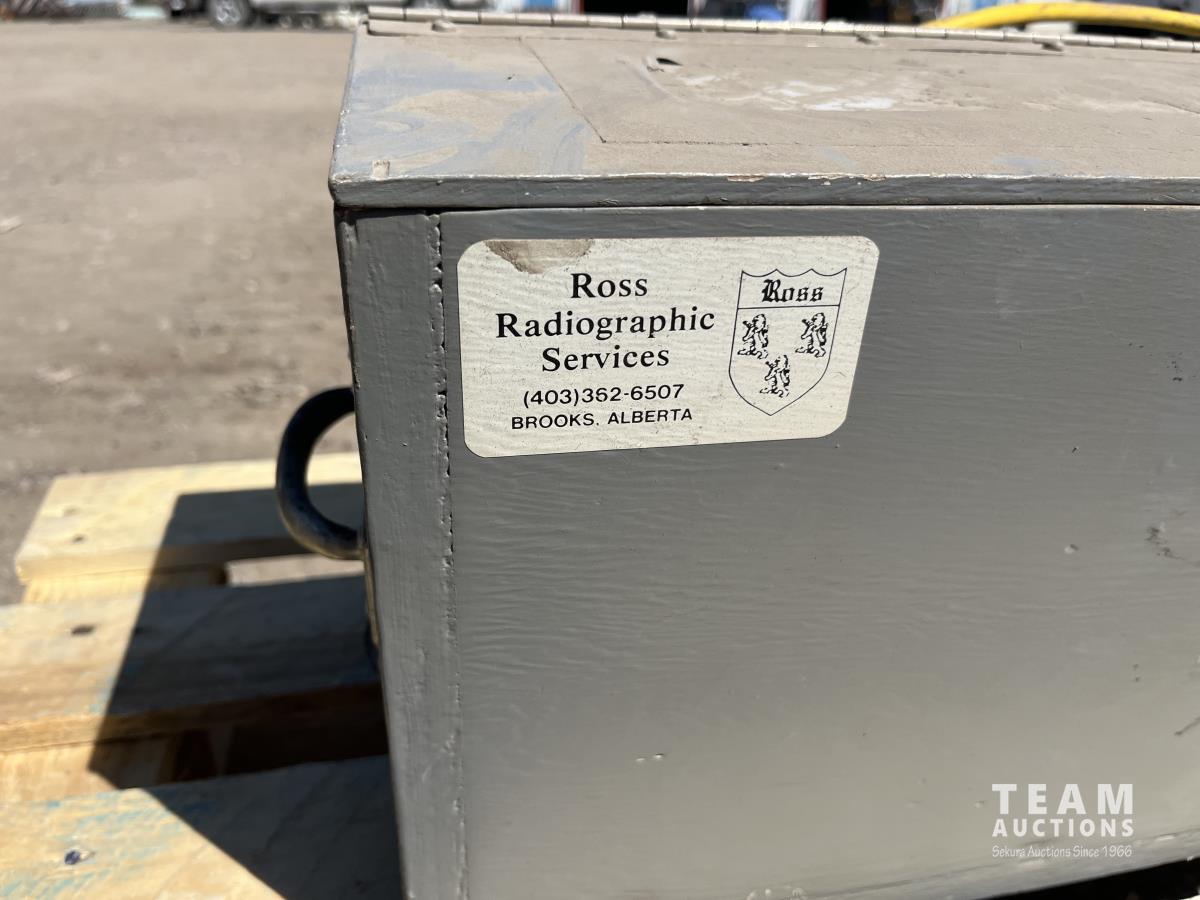 Ross
Radiographic
Services
(403)362-6507
BROOKS, ALBERTA
Ross
TEAM
AUCTIONS
Sekura Auctions Since 1966